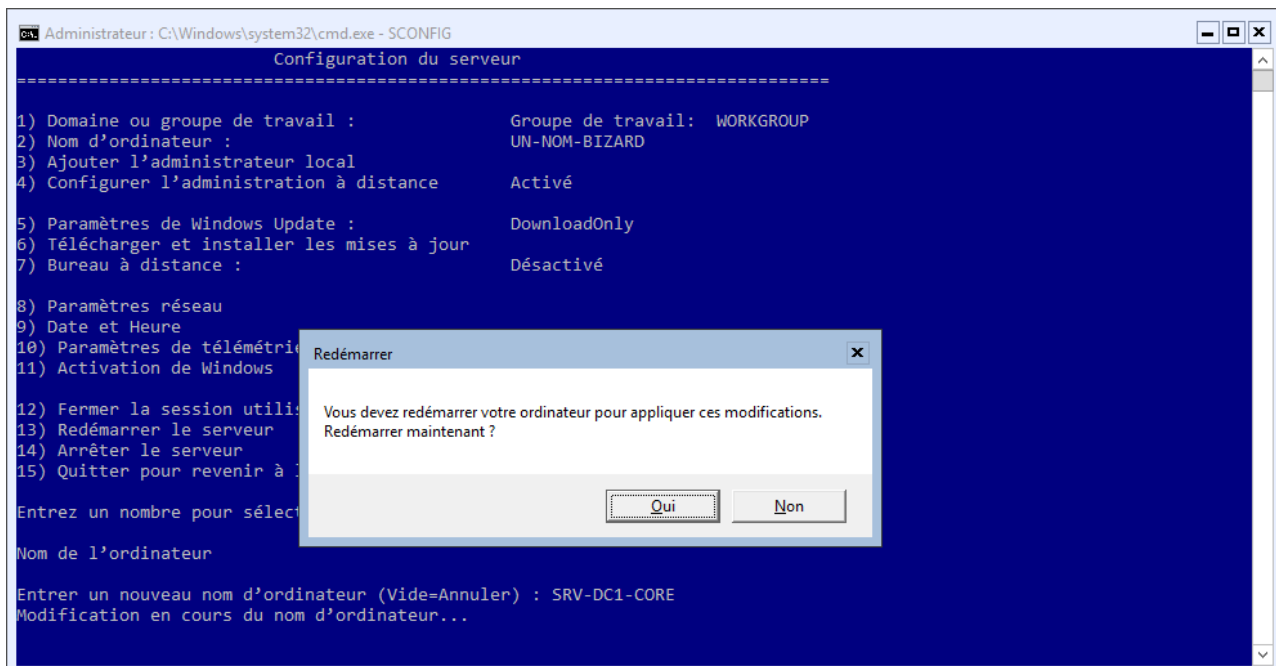 Administrateur : C:\Windows\system32\cmd.exe - SCONFIG
Configuration du serveur
===============================================================================
1) Domaine ou groupe de travail : Groupe de travail: WORKGROUP
2) Nom d’ordinateur : UN-NOM-BIZARD
3) Ajouter l’administrateur local
4) Configurer l’administration à distance Activé
5) Paramètres de Windows Update : DownloadOnly
6) Télécharger et installer les mises à jour
7) Bureau à distance : Désactivé
8) Paramètres réseau
9) Date et Heure
10) Paramètres de télémétrie
11) Activation de Windows
12) Fermer la session utilis
13) Redémarrer le serveur
14) Arrêter le serveur
15) Quitter pour revenir à
Entrez un nombre pour sélect
Redémarrer
Vous devez redémarrer votre ordinateur pour appliquer ces modifications.
Redémarrer maintenant ?
Oui Non
Nom de l’ordinateur
Entrer un nouveau nom d’ordinateur (Vide=Annuler) : SRV-DC1-CORE
Modification en cours du nom d’ordinateur...